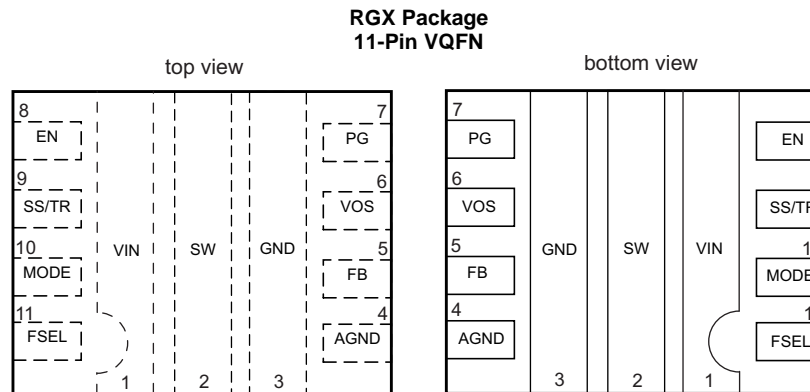 RGX Package
11-Pin VQFN
top view
8
EN
9
SS/TR
10
MODE
11
FSEL
VIN
1
SW
2
GND
3
7
PG
6
VOS
5
FB
4
AGND
bottom view
7
PG
6
VOS
5
FB
4
AGND
GND
3
SW
2
VIN
1
EN
SS/TR
1
MODE
1
FSEL